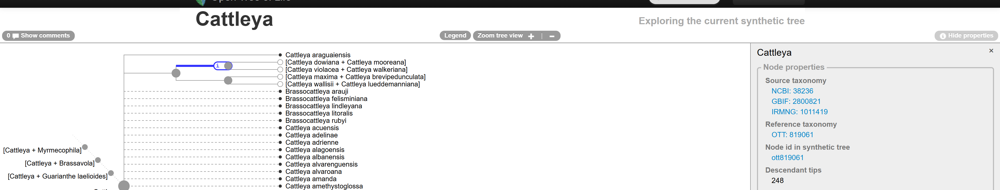 Open Tree of Life
Cattleya
Exploring the current synthetic tree
0 Show comments
Legend
Zoom tree view + | −
i Hide properties
Cattleya araguaiensis
i
[Cattleya dowiana + Cattleya mooreana]
[Cattleya violacea + Cattleya walkeriana]
[Cattleya maxima + Cattleya brevipedunculata]
[Cattleya wallisii + Cattleya lueddemanniana]
Brassocattleya arauji
Brassocattleya felisminiana
Brassocattleya lindleyana
Brassocattleya litoralis
Brassocattleya rubyi
Cattleya acuensis
Cattleya adelinae
Cattleya adrienne
Cattleya alagoensis
Cattleya albanensis
Cattleya alvarenguensis
Cattleya alvaroana
Cattleya amanda
Cattleya amethystoglossa
[Cattleya + Myrmecophila]
[Cattleya + Brassavola]
[Cattleya + Guarianthe laelioides]
Cattleya ×
Node properties
Source taxonomy
NCBI: 38236
GBIF: 2800821
IRMNG: 1011419
Reference taxonomy
OTT: 819061
Node id in synthetic tree
ott819061
Descendant tips
248